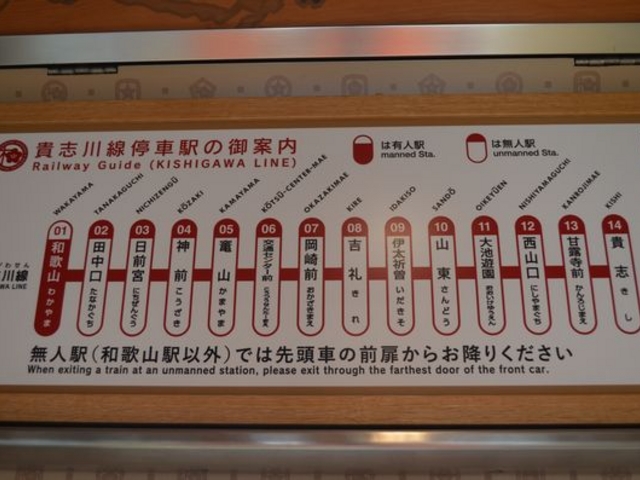 貴志川線停車駅の御案内
Railway Guide (KISHIGAWA LINE)
は有人駅
manned Sta.
は無人駅
unmanned Sta.
WAKAYAMA
TANAKAGUCHI
NICHIZENGŪ
KŌZAKI
KAMAYAMA
KŌTSŪ-CENTER-MAE
OKAZAKIMAE
KIRE
IDAKISO
SANDŌ
OIKEYŪEN
NISHIYAMAGUCHI
KANROJIMAE
KISHI
01 和歌山 わかやま
02 田中口 たなかぐち
03 日前宮 にちぜんぐう
04 神前 こうざき
05 竈山 かまやま
06 交通センター前
07 岡崎前 おかざきまえ
08 吉礼 きれ
09 伊太祈曽 いだきそ
10 山東 さんどう
11 大池遊園 おおいけゆうえん
12 西山口 にしやまぐち
13 甘露寺前 かんろじまえ
14 貴志 きし
川線
無人駅(和歌山駅以外)では先頭車の前扉からお降りください
When exiting a train at an unmanned station, please exit through the farthest door of the front car.